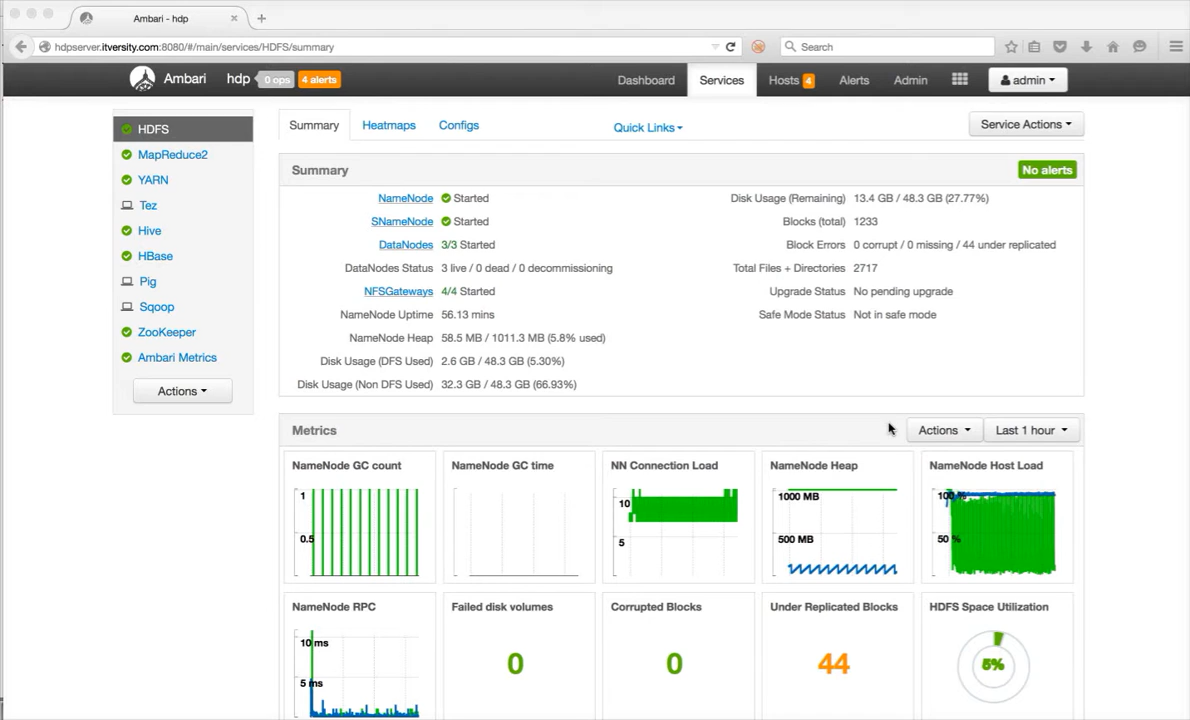 Ambari - hdp
hdpserver.itversity.com:8080/#/main/services/HDFS/summary
Search
Ambari hdp 0 ops 4 alerts Dashboard Services Hosts 4 Alerts Admin admin
HDFS
MapReduce2
YARN
Tez
Hive
HBase
Pig
Sqoop
ZooKeeper
Ambari Metrics
Actions
Summary Heatmaps Configs Quick Links Service Actions
Summary No alerts
NameNode Started
SNameNode Started
DataNodes 3/3 Started
DataNodes Status 3 live / 0 dead / 0 decommissioning
NFSGateways 4/4 Started
NameNode Uptime 56.13 mins
NameNode Heap 58.5 MB / 1011.3 MB (5.8% used)
Disk Usage (DFS Used) 2.6 GB / 48.3 GB (5.30%)
Disk Usage (Non DFS Used) 32.3 GB / 48.3 GB (66.93%)
Disk Usage (Remaining) 13.4 GB / 48.3 GB (27.77%)
Blocks (total) 1233
Block Errors 0 corrupt / 0 missing / 44 under replicated
Total Files + Directories 2717
Upgrade Status No pending upgrade
Safe Mode Status Not in safe mode
Metrics Actions Last 1 hour
NameNode GC count
1
0.5
NameNode GC time
NN Connection Load
10
5
NameNode Heap
1000 MB
500 MB
NameNode Host Load
100 %
50 %
NameNode RPC
10 ms
5 ms
Failed disk volumes
0
Corrupted Blocks
0
Under Replicated Blocks
44
HDFS Space Utilization
5%